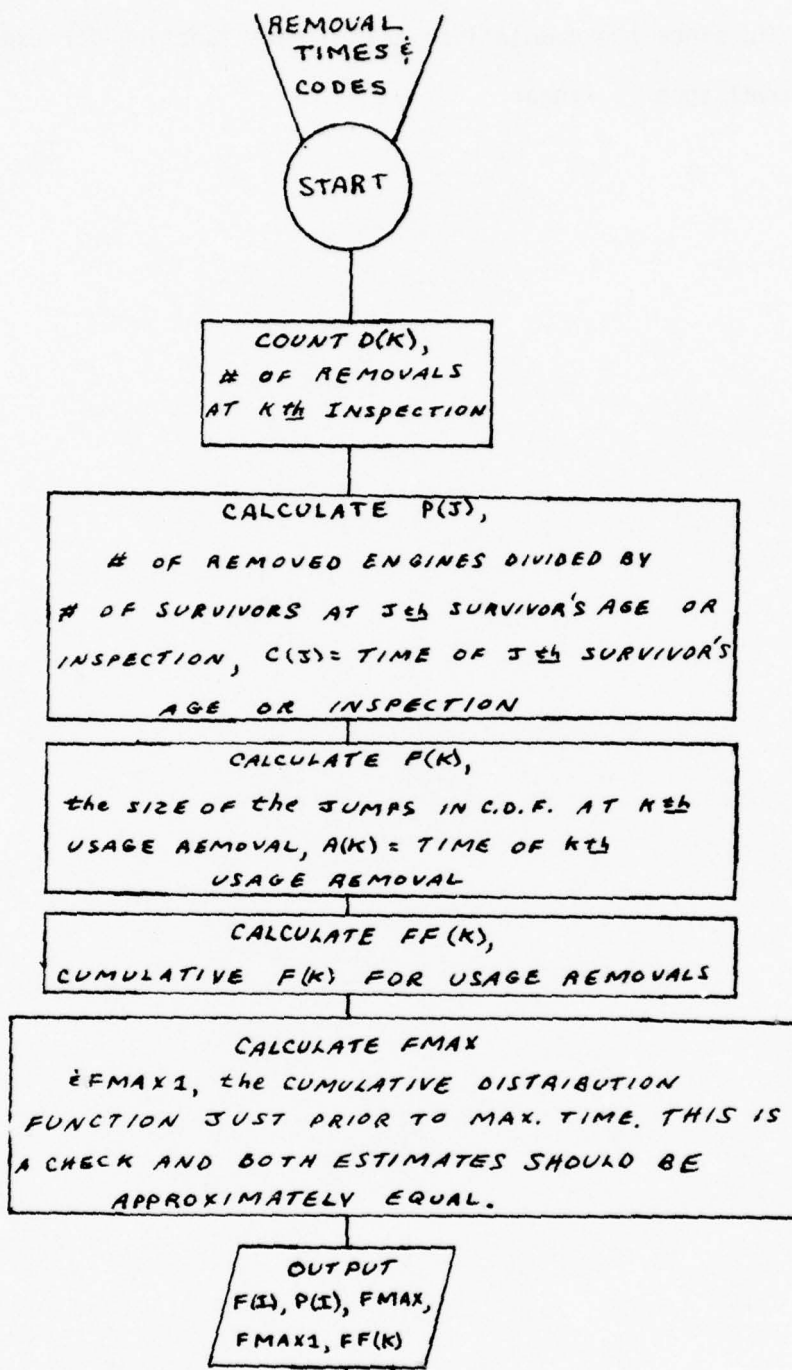 REMOVAL
TIMES &
CODES
START
COUNT D(K),
# OF REMOVALS
AT Kth INSPECTION
CALCULATE P(J),
# OF REMOVED ENGINES DIVIDED BY
# OF SURVIVORS AT Jth SURVIVOR'S AGE OR
INSPECTION, C(J)= TIME OF Jth SURVIVOR'S
AGE OR INSPECTION
CALCULATE F(K),
the SIZE OF the JUMPS IN C.D.F. AT Kth
USAGE REMOVAL, A(K)= TIME OF Kth
USAGE REMOVAL
CALCULATE FF(K),
CUMULATIVE F(K) FOR USAGE REMOVALS
CALCULATE FMAX
& FMAX1, the CUMULATIVE DISTRIBUTION
FUNCTION JUST PRIOR TO MAX. TIME. THIS IS
A CHECK AND BOTH ESTIMATES SHOULD BE
APPROXIMATELY EQUAL.
OUTPUT
F(I), P(I), FMAX,
FMAX1, FF(K)